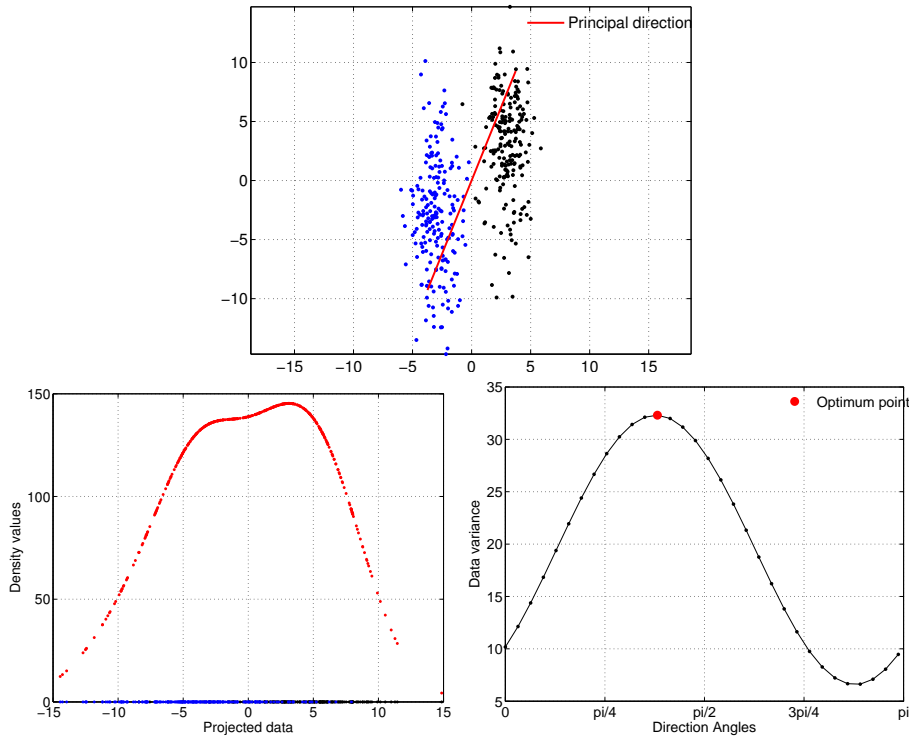 Principal direction
10
5
0
−5
−10
−15 −10 −5 0 5 10 15
150
100
50
0
Density values
−15 −10 −5 0 5 10 15
Projected data
Optimum point
35
30
25
20
15
10
5
Data variance
0 pi/4 pi/2 3pi/4 pi
Direction Angles